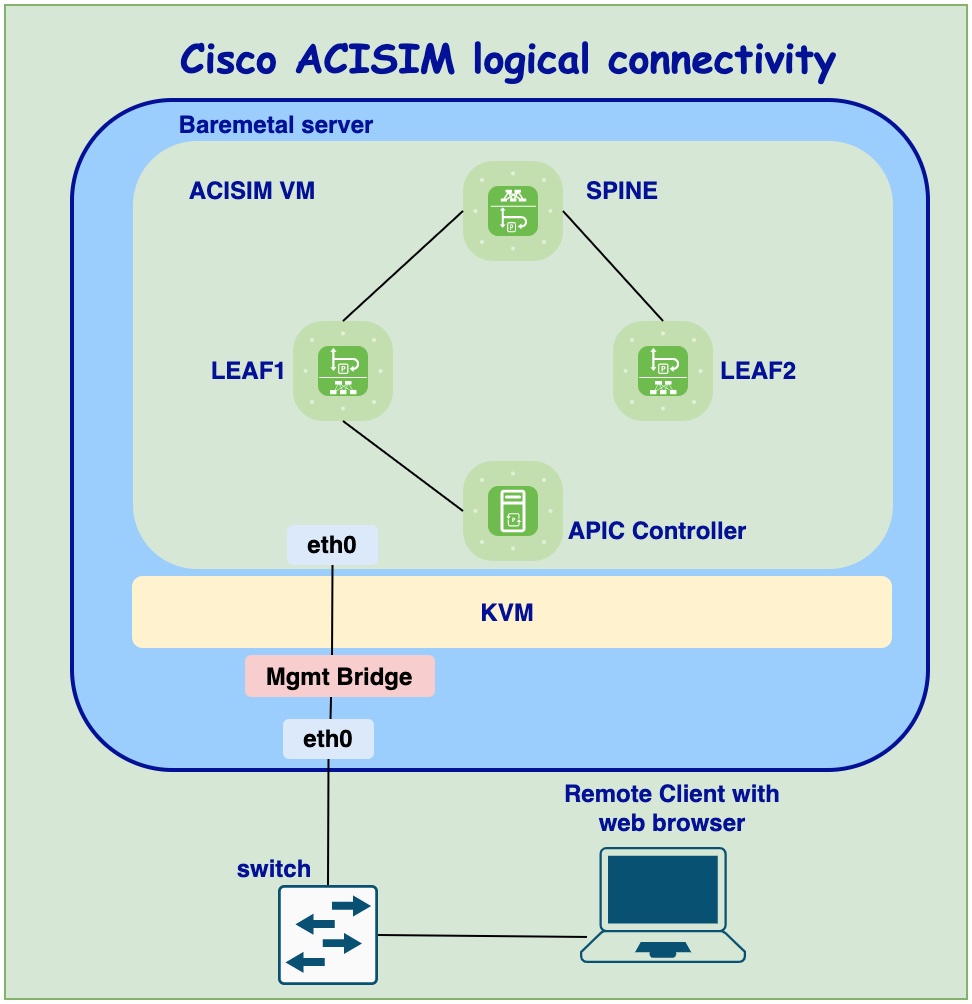 Cisco ACISIM logical connectivity
Baremetal server
ACISIM VM
SPINE
LEAF1
LEAF2
APIC Controller
eth0
KVM
Mgmt Bridge
eth0
Remote Client with
web browser
switch